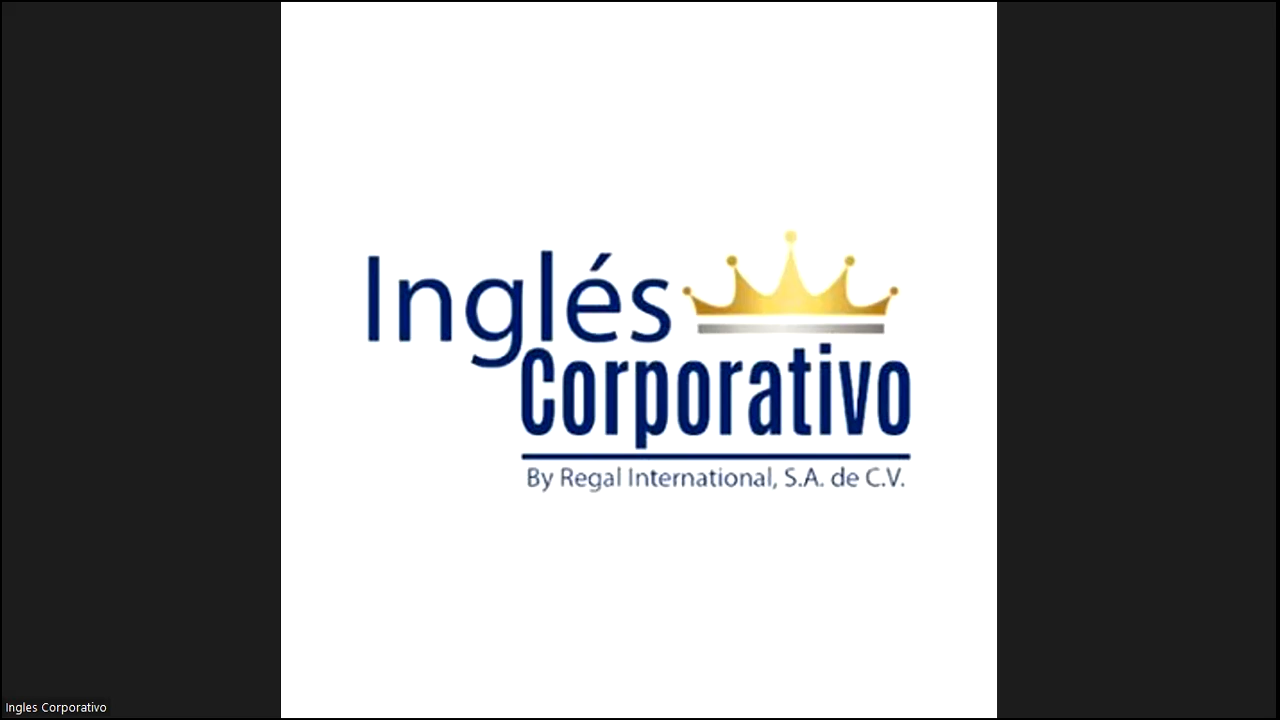 Inglés
Corporativo
By Regal International, S.A. de C.V.
Ingles Corporativo